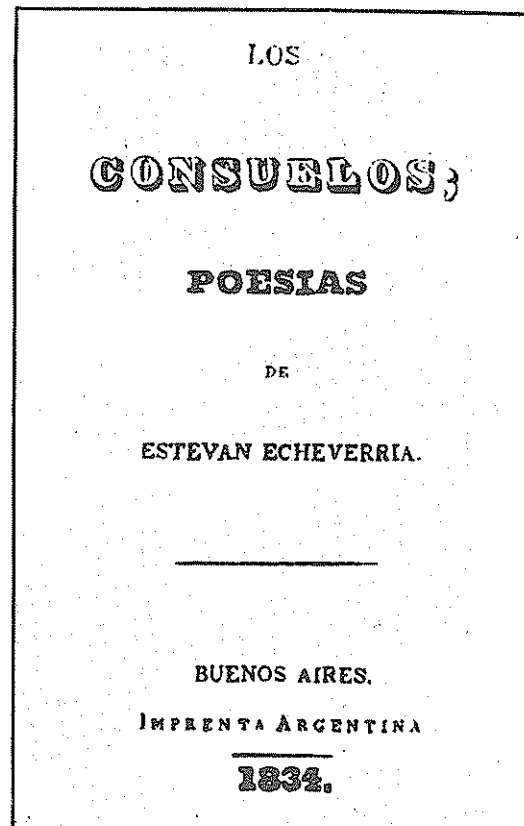 LOS
CONSUELOS;
POESIAS
DE
ESTEVAN ECHEVERRIA.
BUENOS AIRES.
IMPRENTA ARGENTINA
1834.